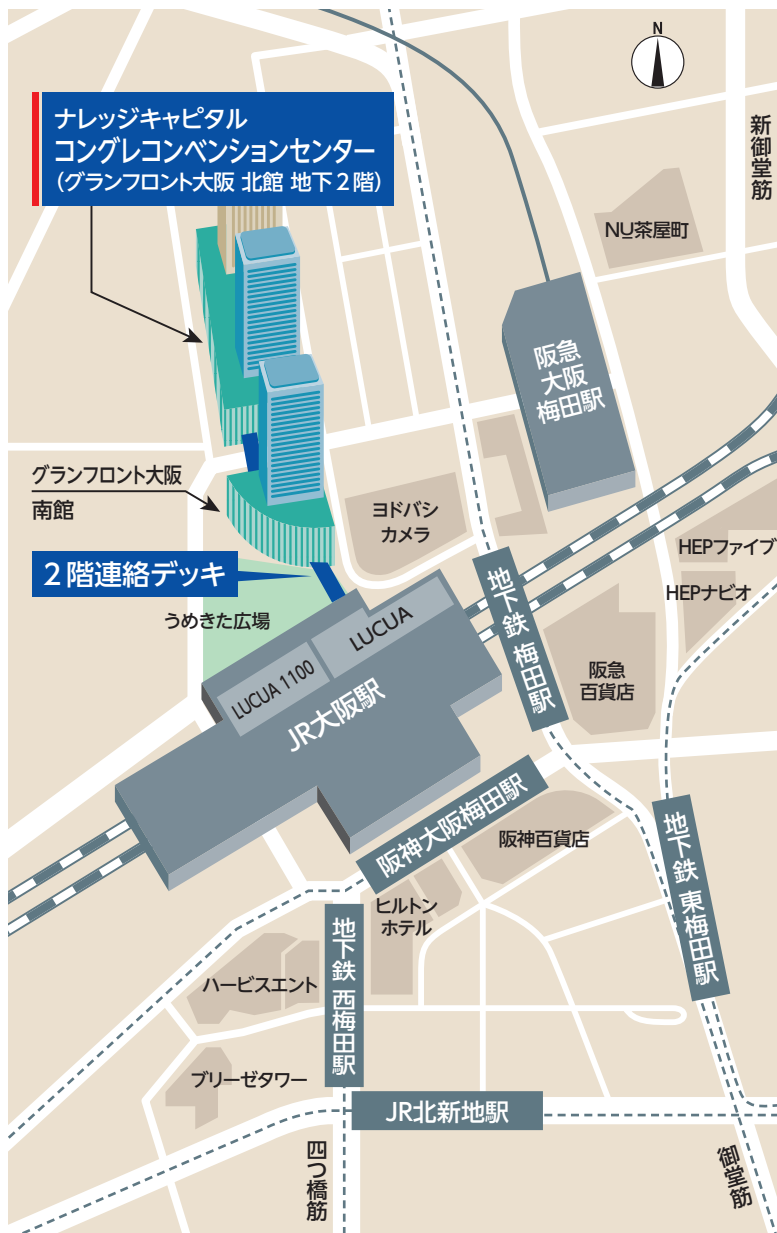 N
ナレッジキャピタル
コングレコンベンションセンター
(グランフロント大阪 北館 地下2階)
新御堂筋
NU茶屋町
阪急
大阪
梅田駅
グランフロント大阪
南館
ヨドバシ
カメラ
HEPファイブ
2階連絡デッキ
地下鉄 梅田駅
HEPナビオ
うめきた広場
LUCUA
LUCUA 1100
阪急
百貨店
JR大阪駅
阪神大阪梅田駅
阪神百貨店
地下鉄 東梅田駅
ヒルトン
ホテル
地下鉄 西梅田駅
ハービスエント
ブリーゼタワー
JR北新地駅
四つ橋筋
御堂筋